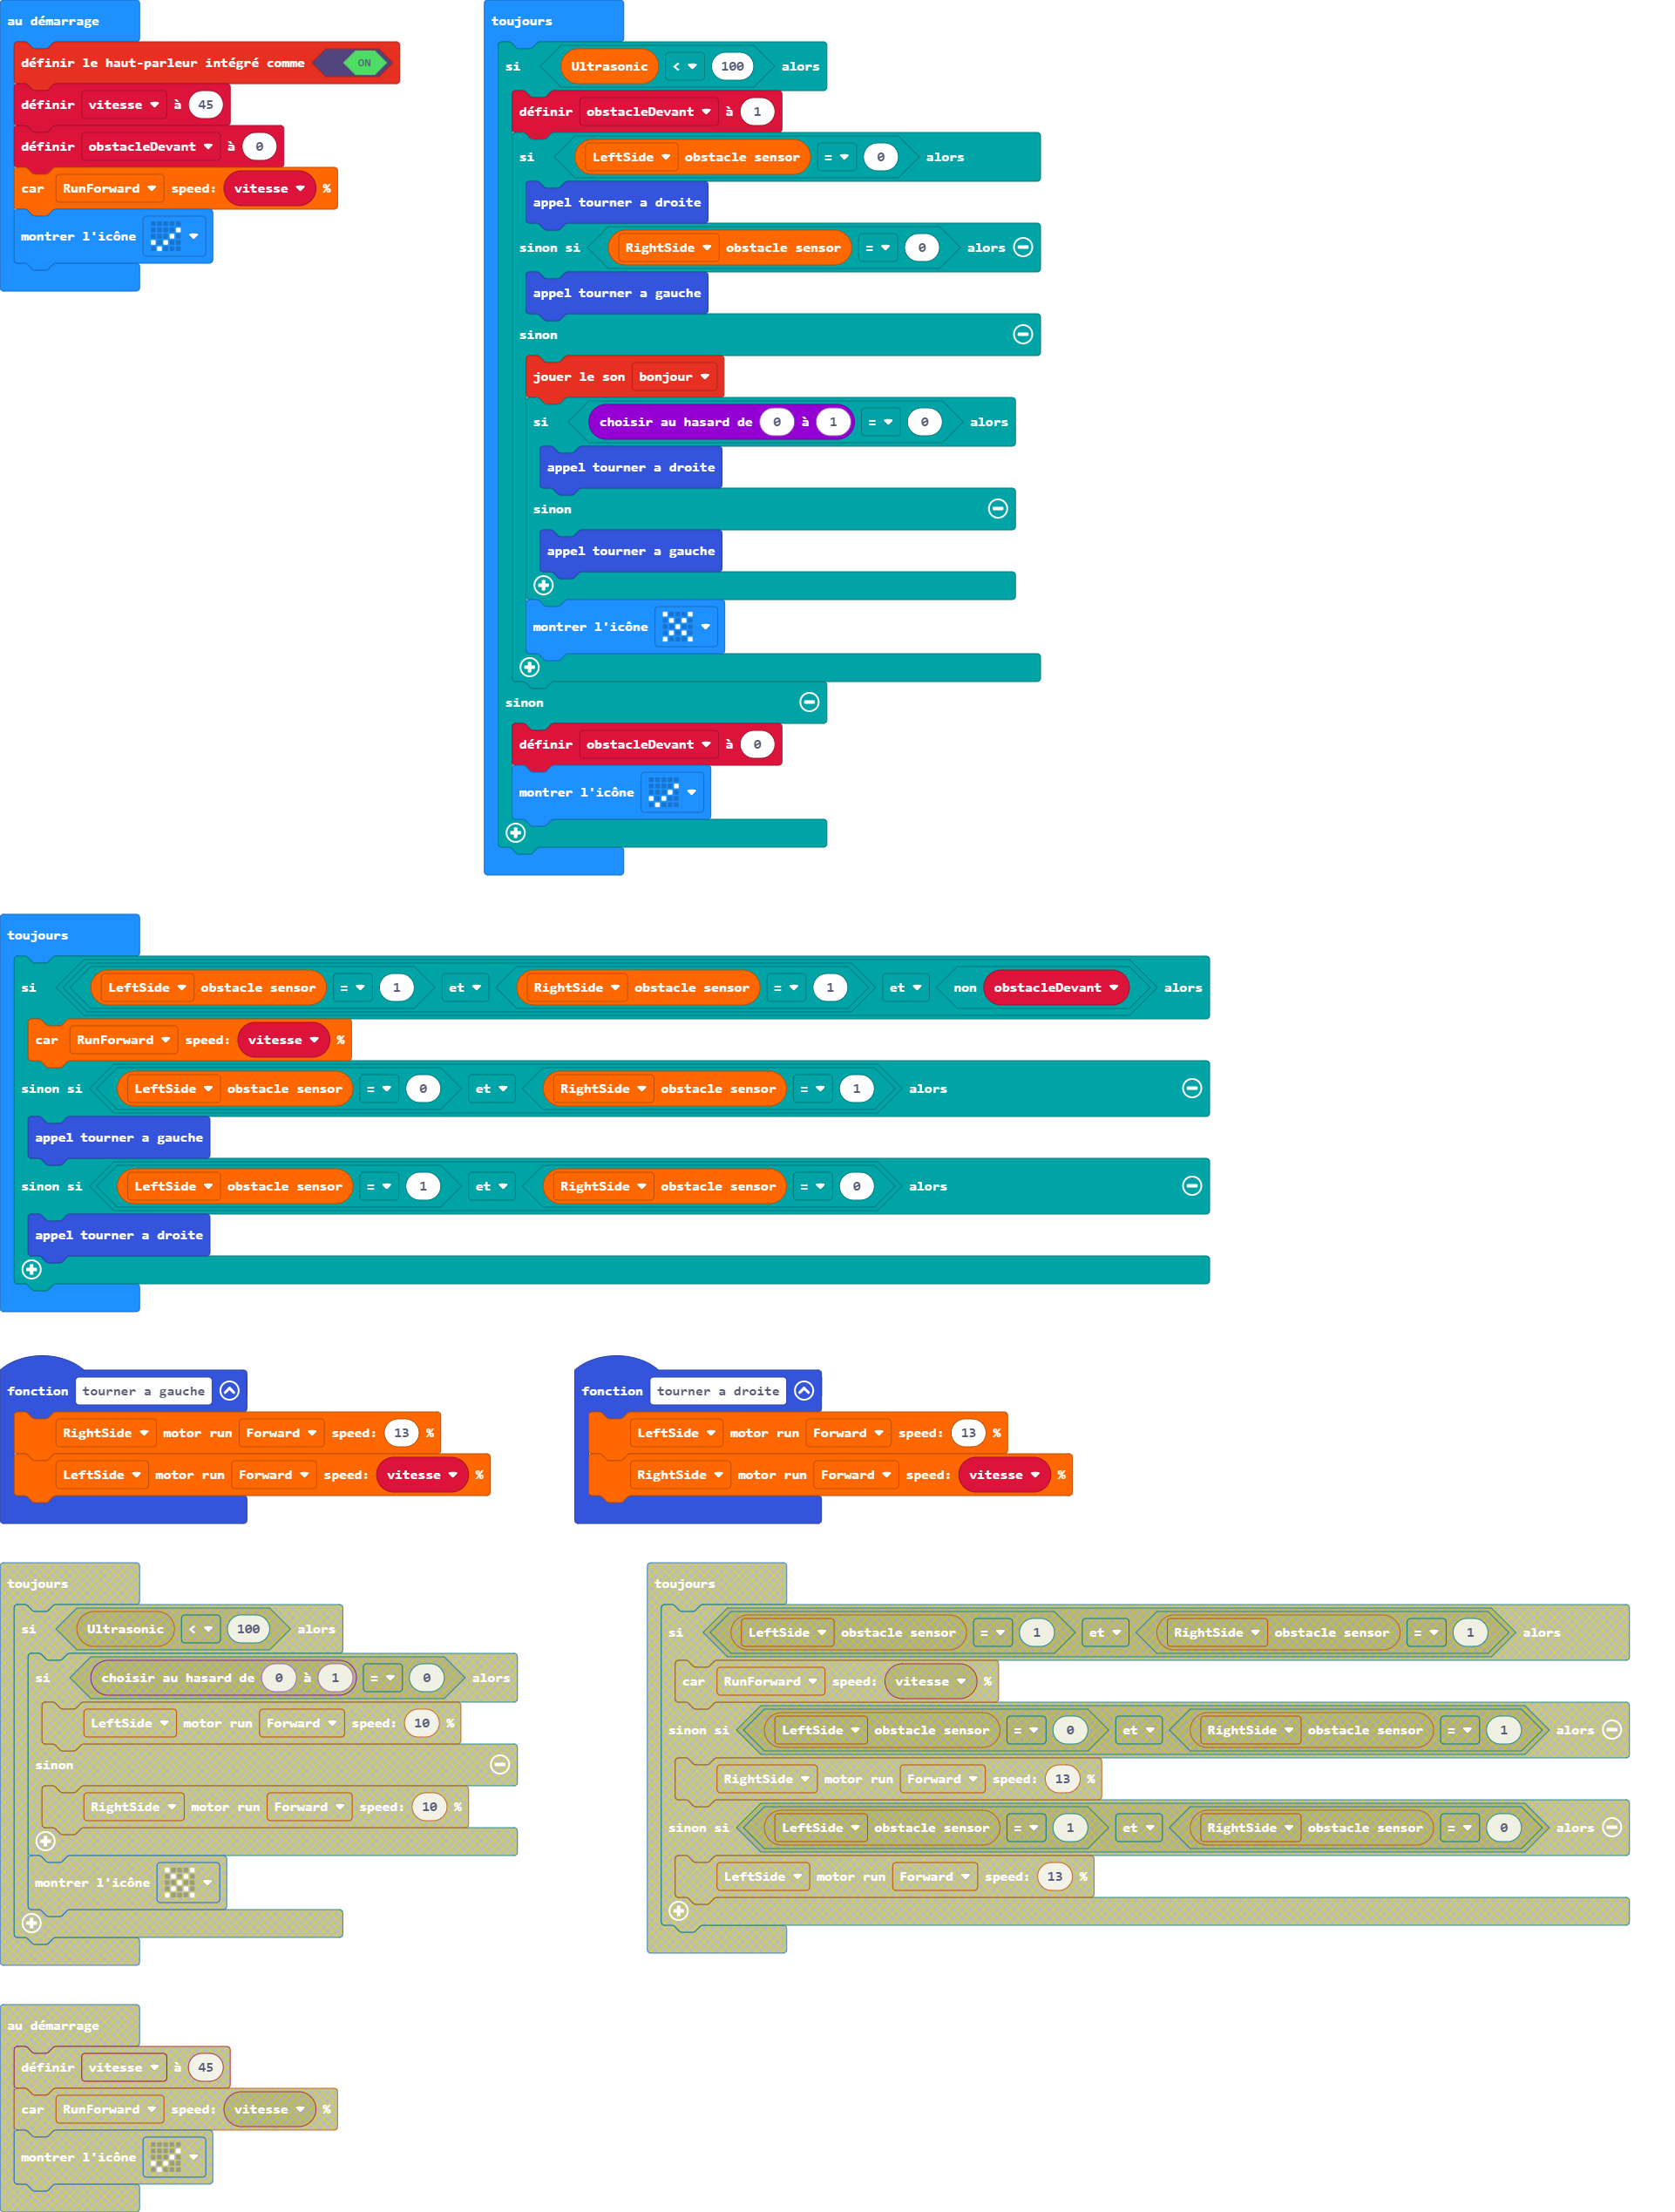 au démarrage
définir le haut-parleur intégré comme ON
définir vitesse à 45
définir obstacleDevant à 0
car RunForward speed: vitesse %
montrer l'icône
toujours
si Ultrasonic < 100 alors
définir obstacleDevant à 1
si LeftSide obstacle sensor = 0 alors
appel tourner a droite
sinon si RightSide obstacle sensor = 0 alors
appel tourner a gauche
sinon
jouer le son bonjour
si choisir au hasard de 0 à 1 = 0 alors
appel tourner a droite
sinon
appel tourner a gauche
montrer l'icône
sinon
définir obstacleDevant à 0
montrer l'icône
toujours
si LeftSide obstacle sensor = 1 et RightSide obstacle sensor = 1 et non obstacleDevant alors
car RunForward speed: vitesse %
sinon si LeftSide obstacle sensor = 0 et RightSide obstacle sensor = 1 alors
appel tourner a gauche
sinon si LeftSide obstacle sensor = 1 et RightSide obstacle sensor = 0 alors
appel tourner a droite
fonction tourner a gauche
RightSide motor run Forward speed: 13 %
LeftSide motor run Forward speed: vitesse %
fonction tourner a droite
LeftSide motor run Forward speed: 13 %
RightSide motor run Forward speed: vitesse %
toujours
si Ultrasonic < 100 alors
si choisir au hasard de 0 à 1 = 0 alors
LeftSide motor run Forward speed: 10 %
sinon
RightSide motor run Forward speed: 10 %
montrer l'icône
toujours
si LeftSide obstacle sensor = 1 et RightSide obstacle sensor = 1 alors
car RunForward speed: vitesse %
sinon si LeftSide obstacle sensor = 0 et RightSide obstacle sensor = 1 alors
RightSide motor run Forward speed: 13 %
sinon si LeftSide obstacle sensor = 1 et RightSide obstacle sensor = 0 alors
LeftSide motor run Forward speed: 13 %
au démarrage
définir vitesse à 45
car RunForward speed: vitesse %
montrer l'icône